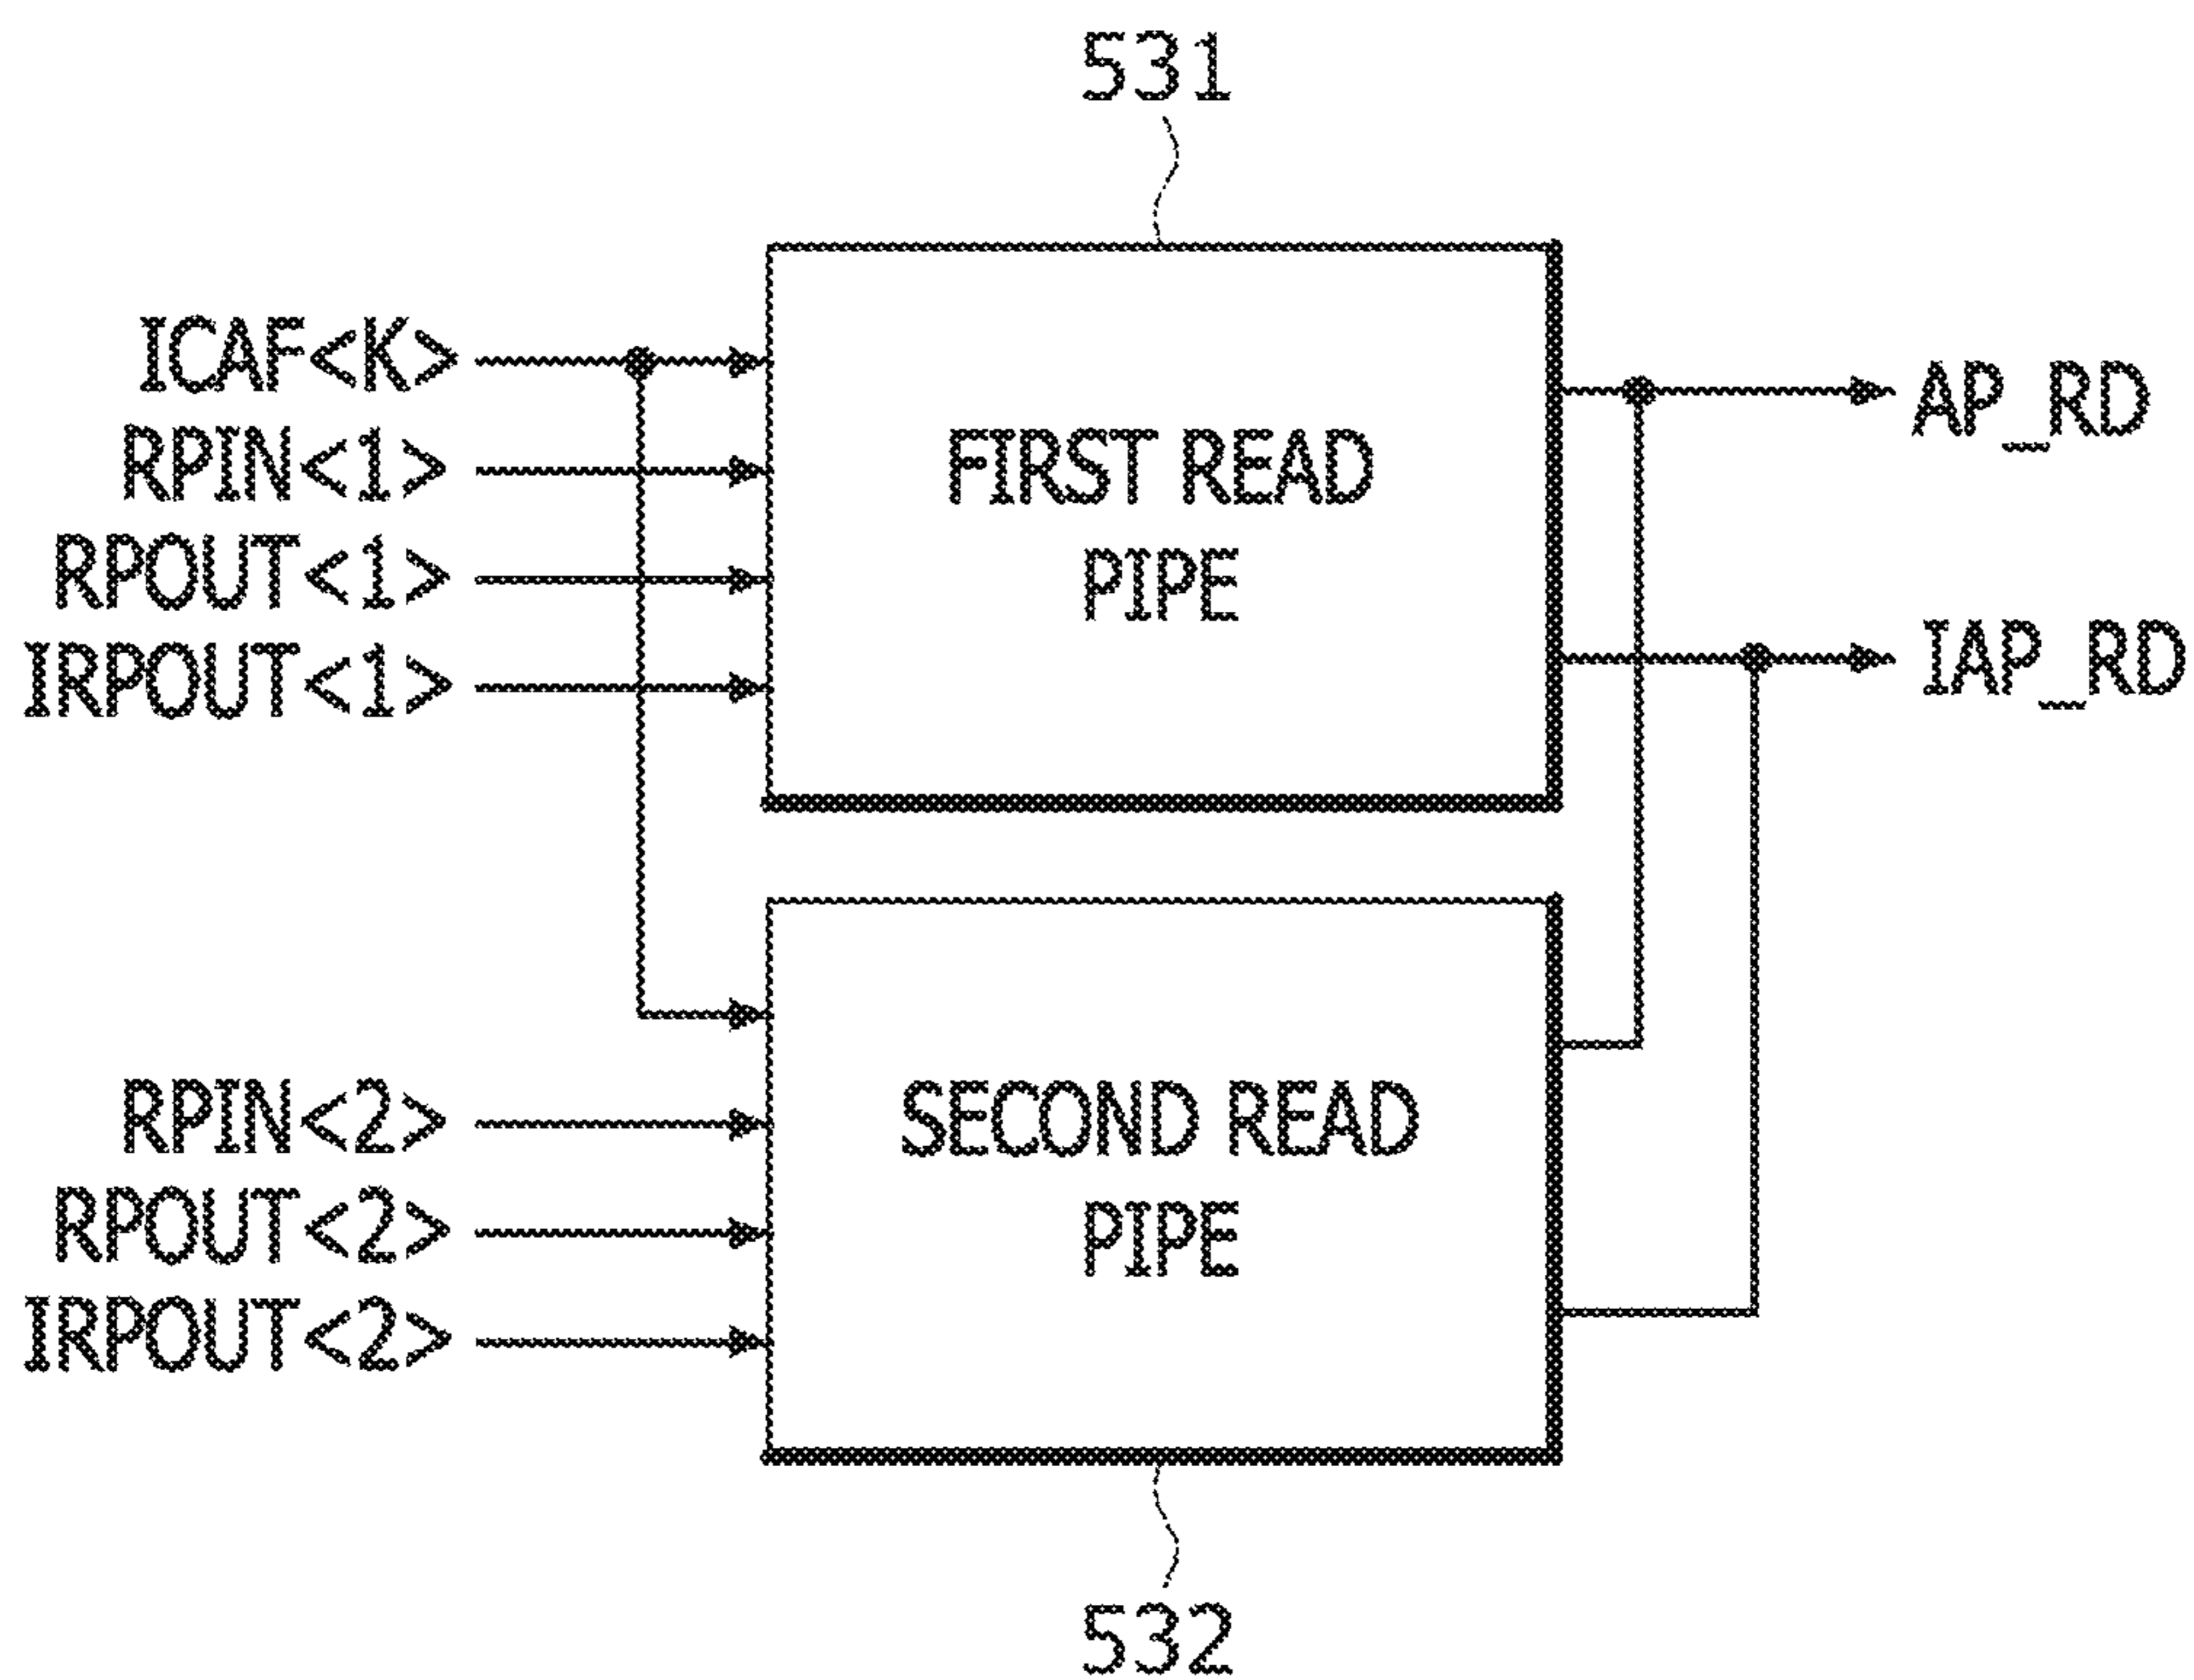 531
ICAF<K>
RPIN<1>
RPOUT<1>
IRPOUT<1>
FIRST READ
PIPE
AP_RD
IAP_RD
RPIN<2>
RPOUT<2>
IRPOUT<2>
SECOND READ
PIPE
532